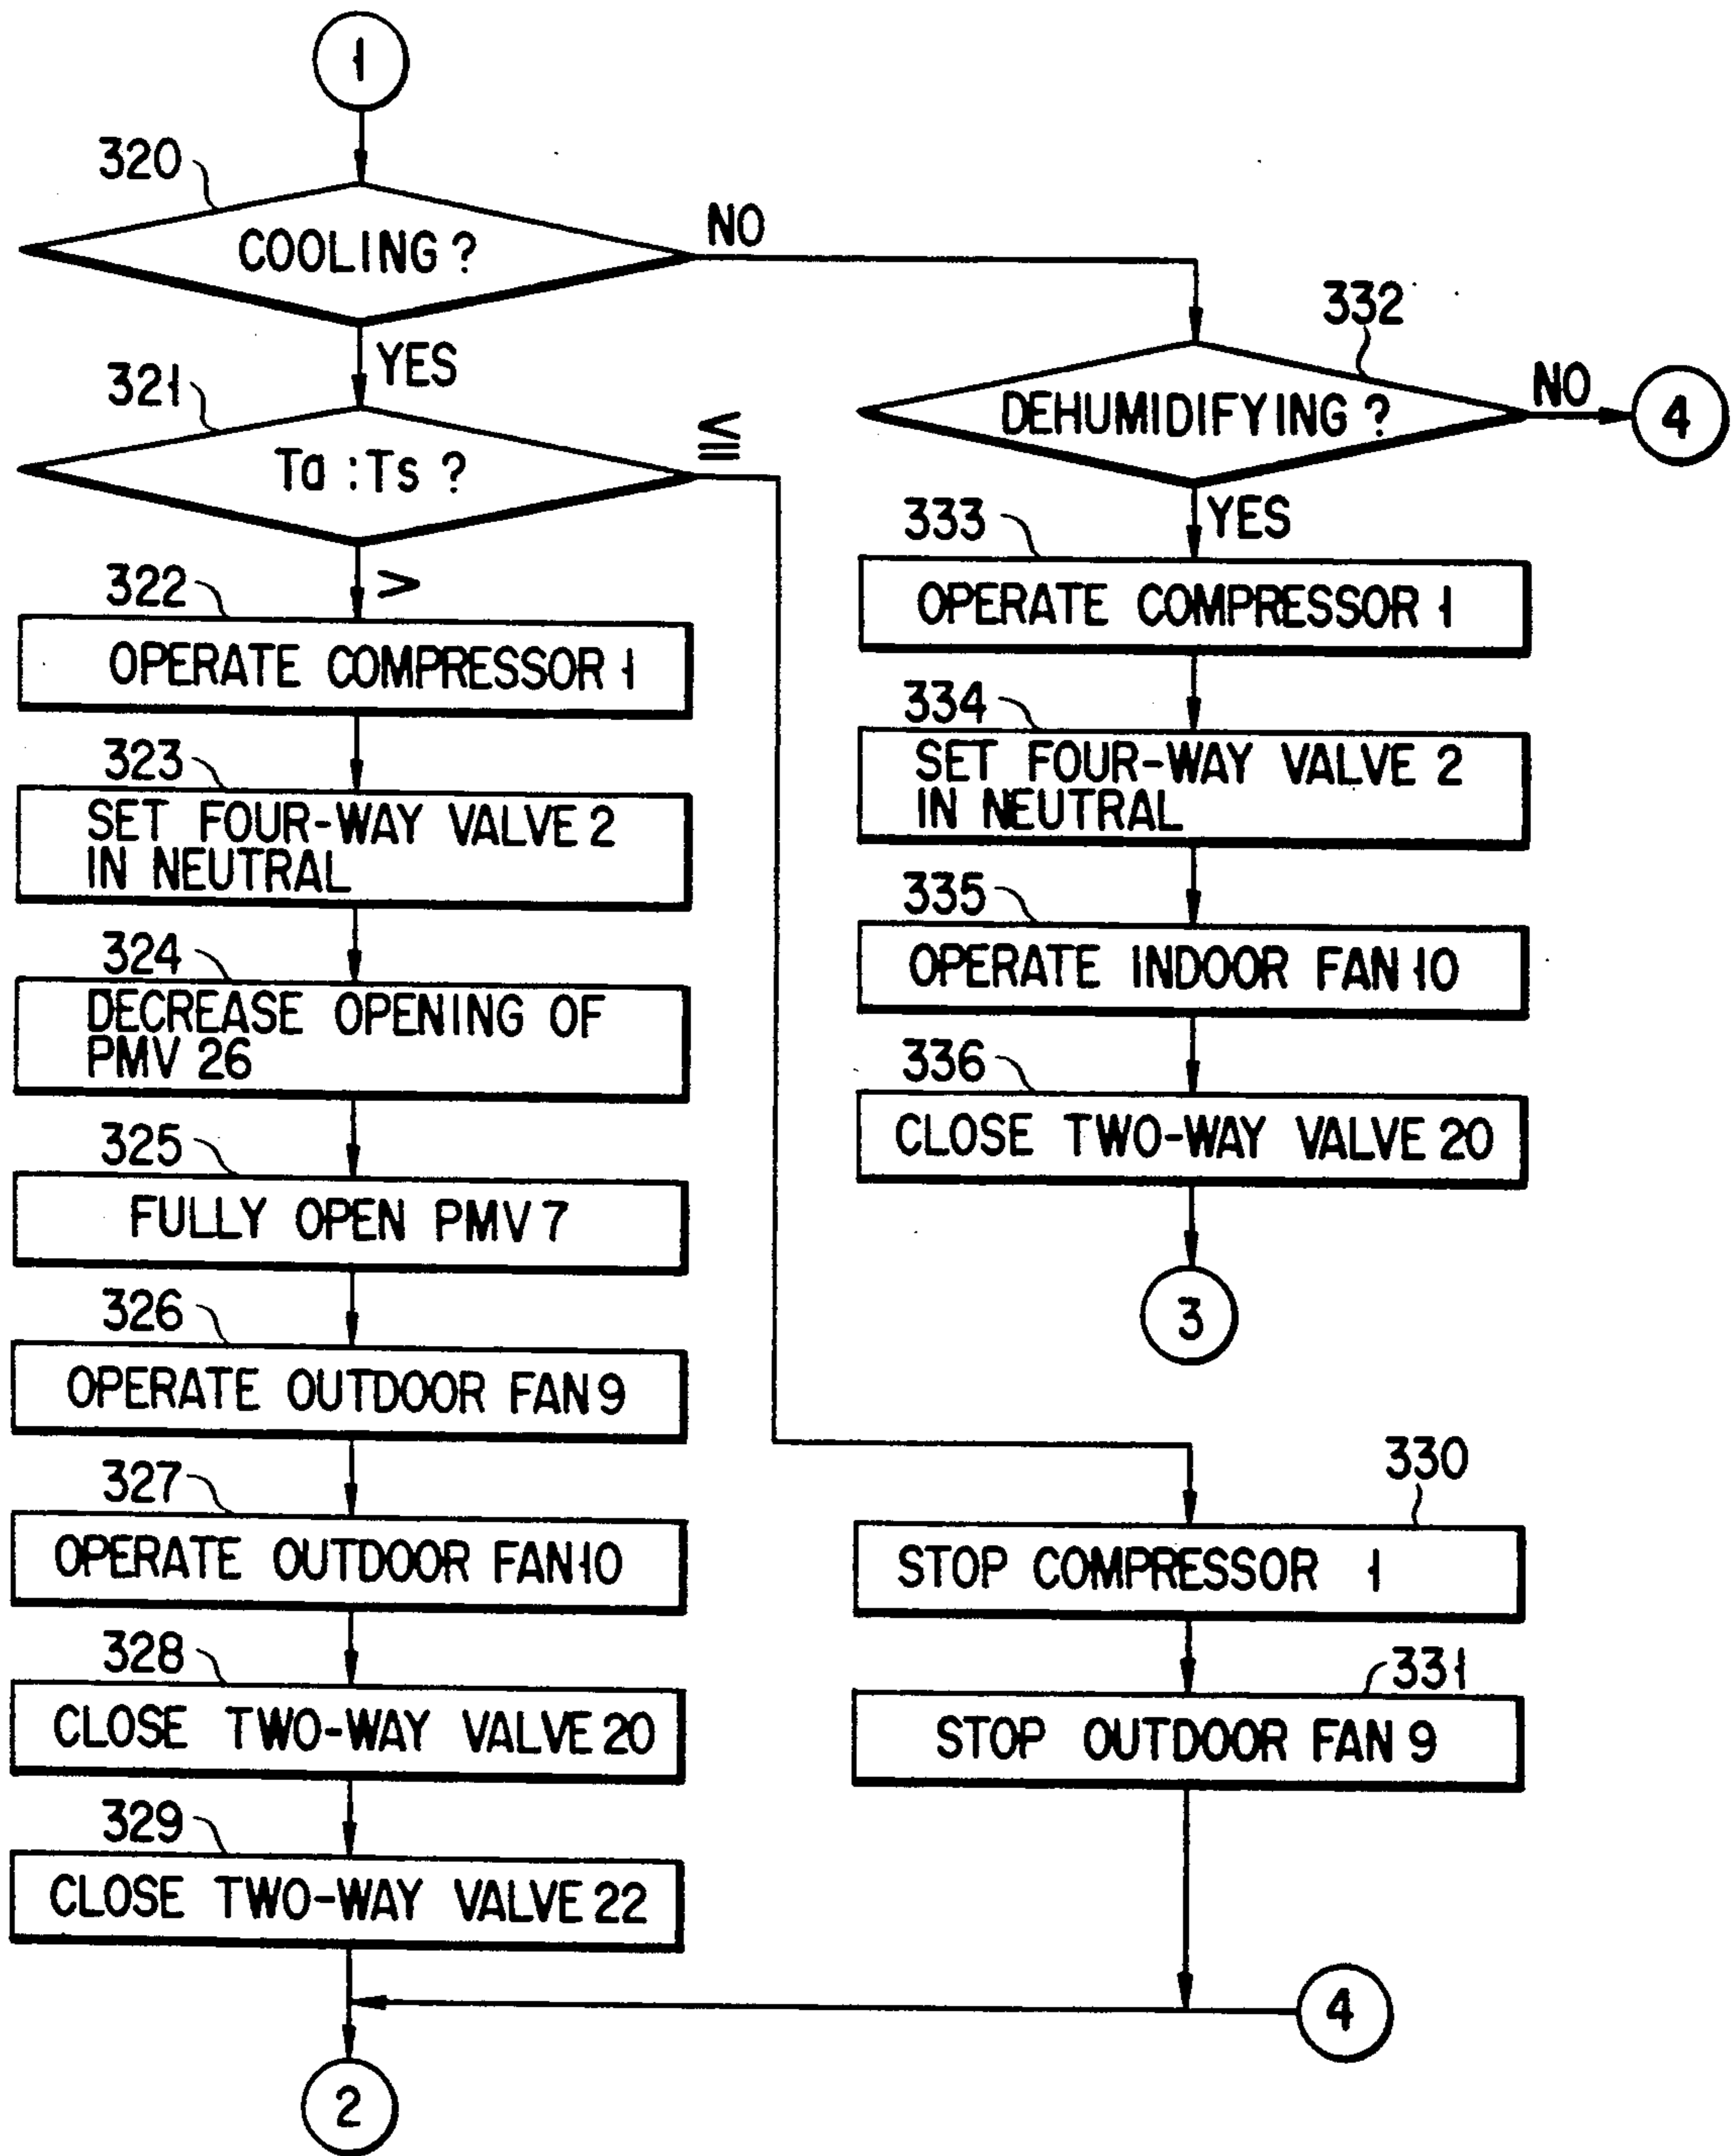 1
320
COOLING ?
NO
YES
332
DEHUMIDIFYING ?
NO
4
321
Ta : Ts ?
≦
>
YES
322
OPERATE COMPRESSOR 1
323
SET FOUR-WAY VALVE 2
IN NEUTRAL
324
DECREASE OPENING OF
PMV 26
325
FULLY OPEN PMV 7
326
OPERATE OUTDOOR FAN 9
327
OPERATE OUTDOOR FAN 10
328
CLOSE TWO-WAY VALVE 20
329
CLOSE TWO-WAY VALVE 22
333
OPERATE COMPRESSOR 1
334
SET FOUR-WAY VALVE 2
IN NEUTRAL
335
OPERATE INDOOR FAN 10
336
CLOSE TWO-WAY VALVE 20
3
330
STOP COMPRESSOR 1
331
STOP OUTDOOR FAN 9
4
2